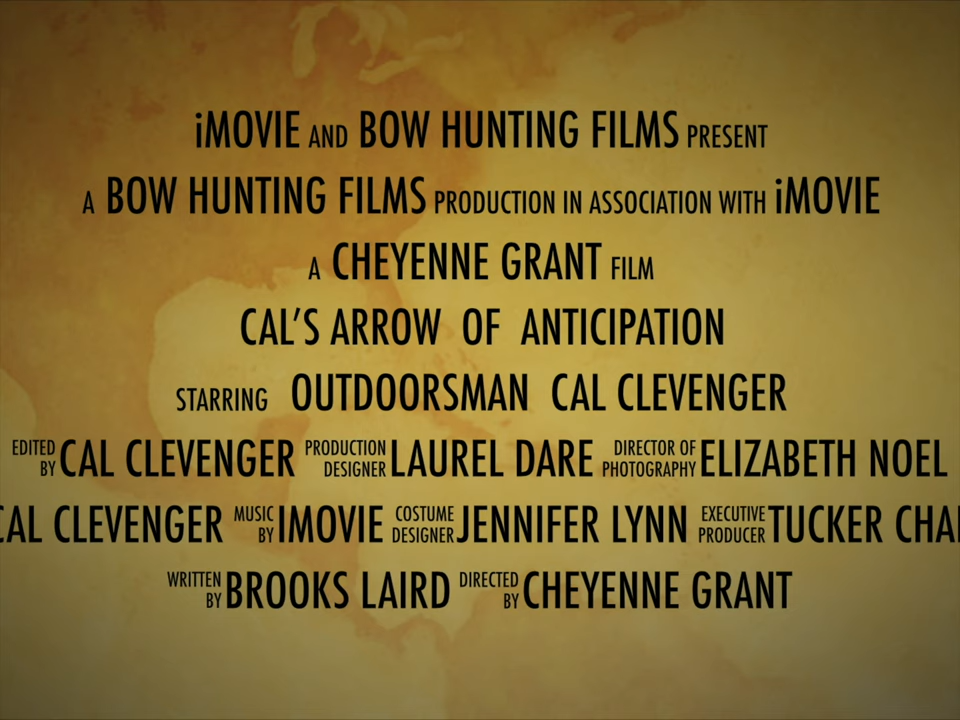 iMOVIE AND BOW HUNTING FILMS PRESENT
A BOW HUNTING FILMS PRODUCTION IN ASSOCIATION WITH iMOVIE
A CHEYENNE GRANT FILM
CAL'S ARROW OF ANTICIPATION
STARRING OUTDOORSMAN CAL CLEVENGER
EDITED BY CAL CLEVENGER PRODUCTION DESIGNER LAUREL DARE DIRECTOR OF PHOTOGRAPHY ELIZABETH NOEL
CAL CLEVENGER MUSIC BY IMOVIE COSTUME DESIGNER JENNIFER LYNN EXECUTIVE PRODUCER TUCKER
WRITTEN BY BROOKS LAIRD DIRECTED BY CHEYENNE GRANT